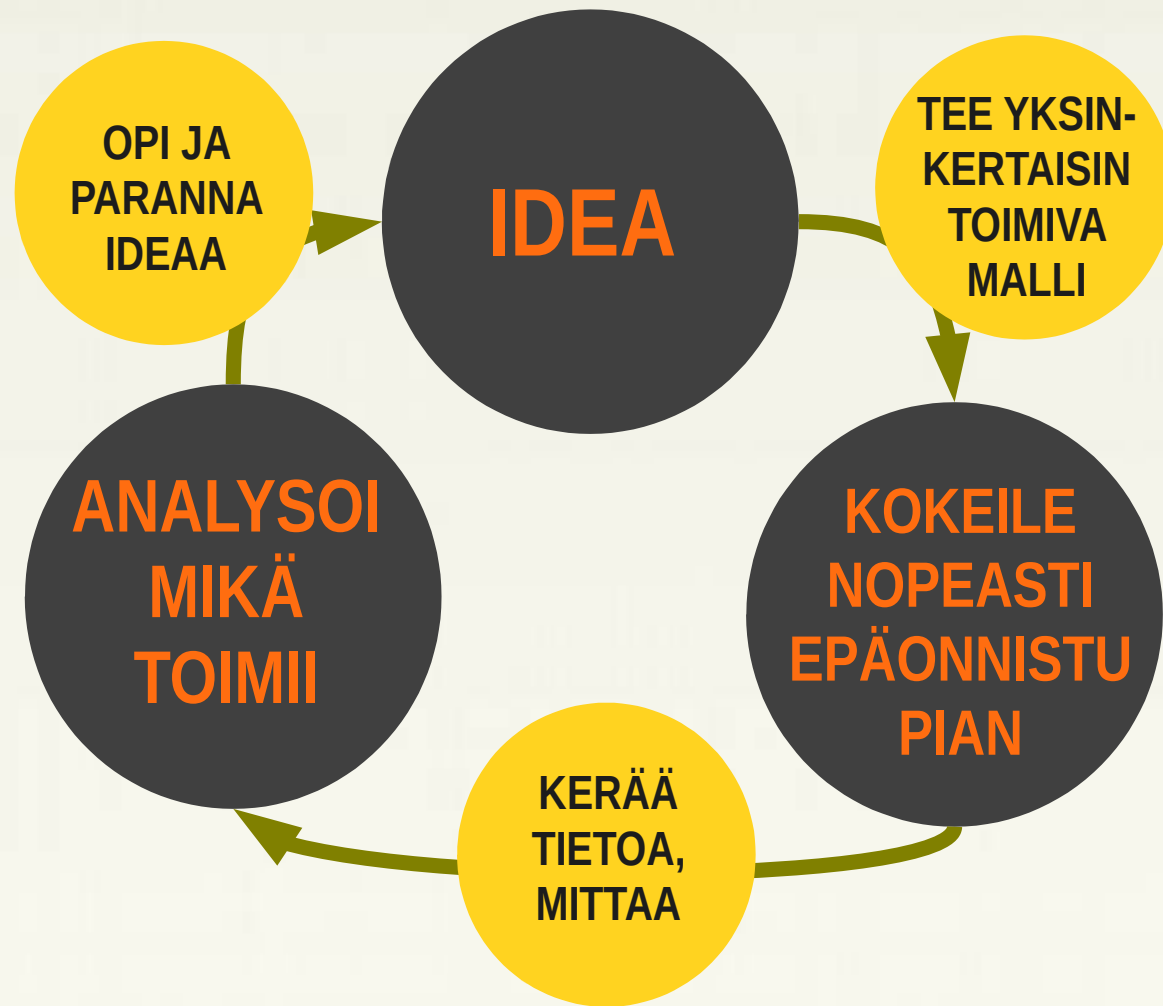 IDEA
TEE YKSIN-
KERTAISIN
TOIMIVA
MALLI
KOKEILE
NOPEASTI
EPÄONNISTU
PIAN
KERÄÄ
TIETOA,
MITTAA
ANALYSOI
MIKÄ
TOIMII
OPI JA
PARANNA
IDEAA